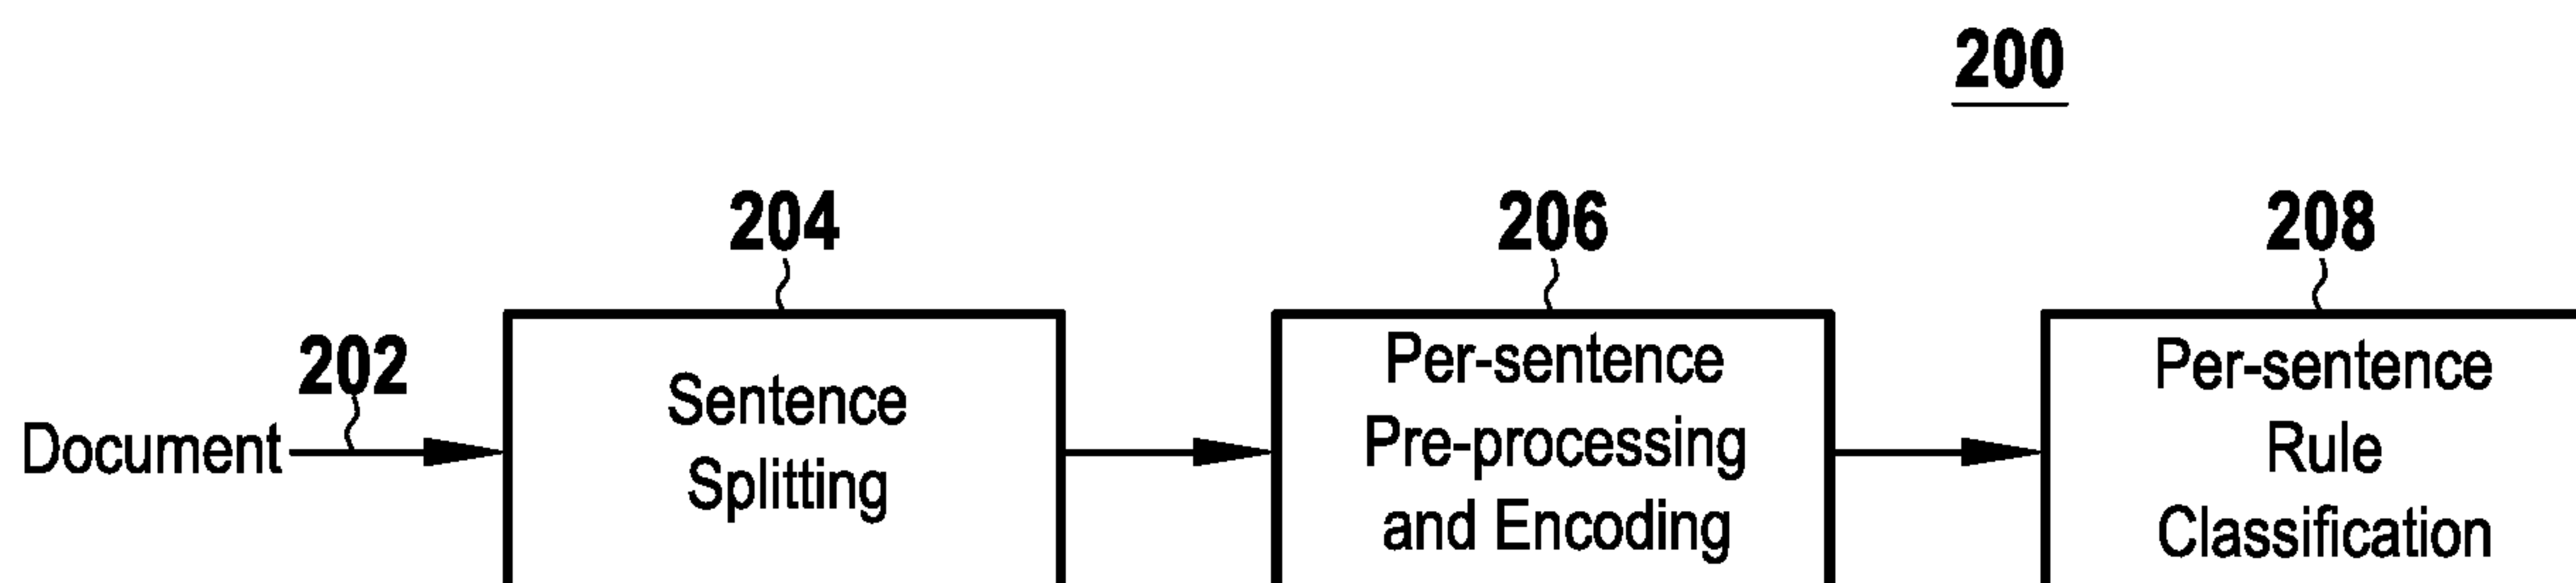 200
204
206
208
202
Document
Sentence
Splitting
Per-sentence
Pre-processing
and Encoding
Per-sentence
Rule
Classification